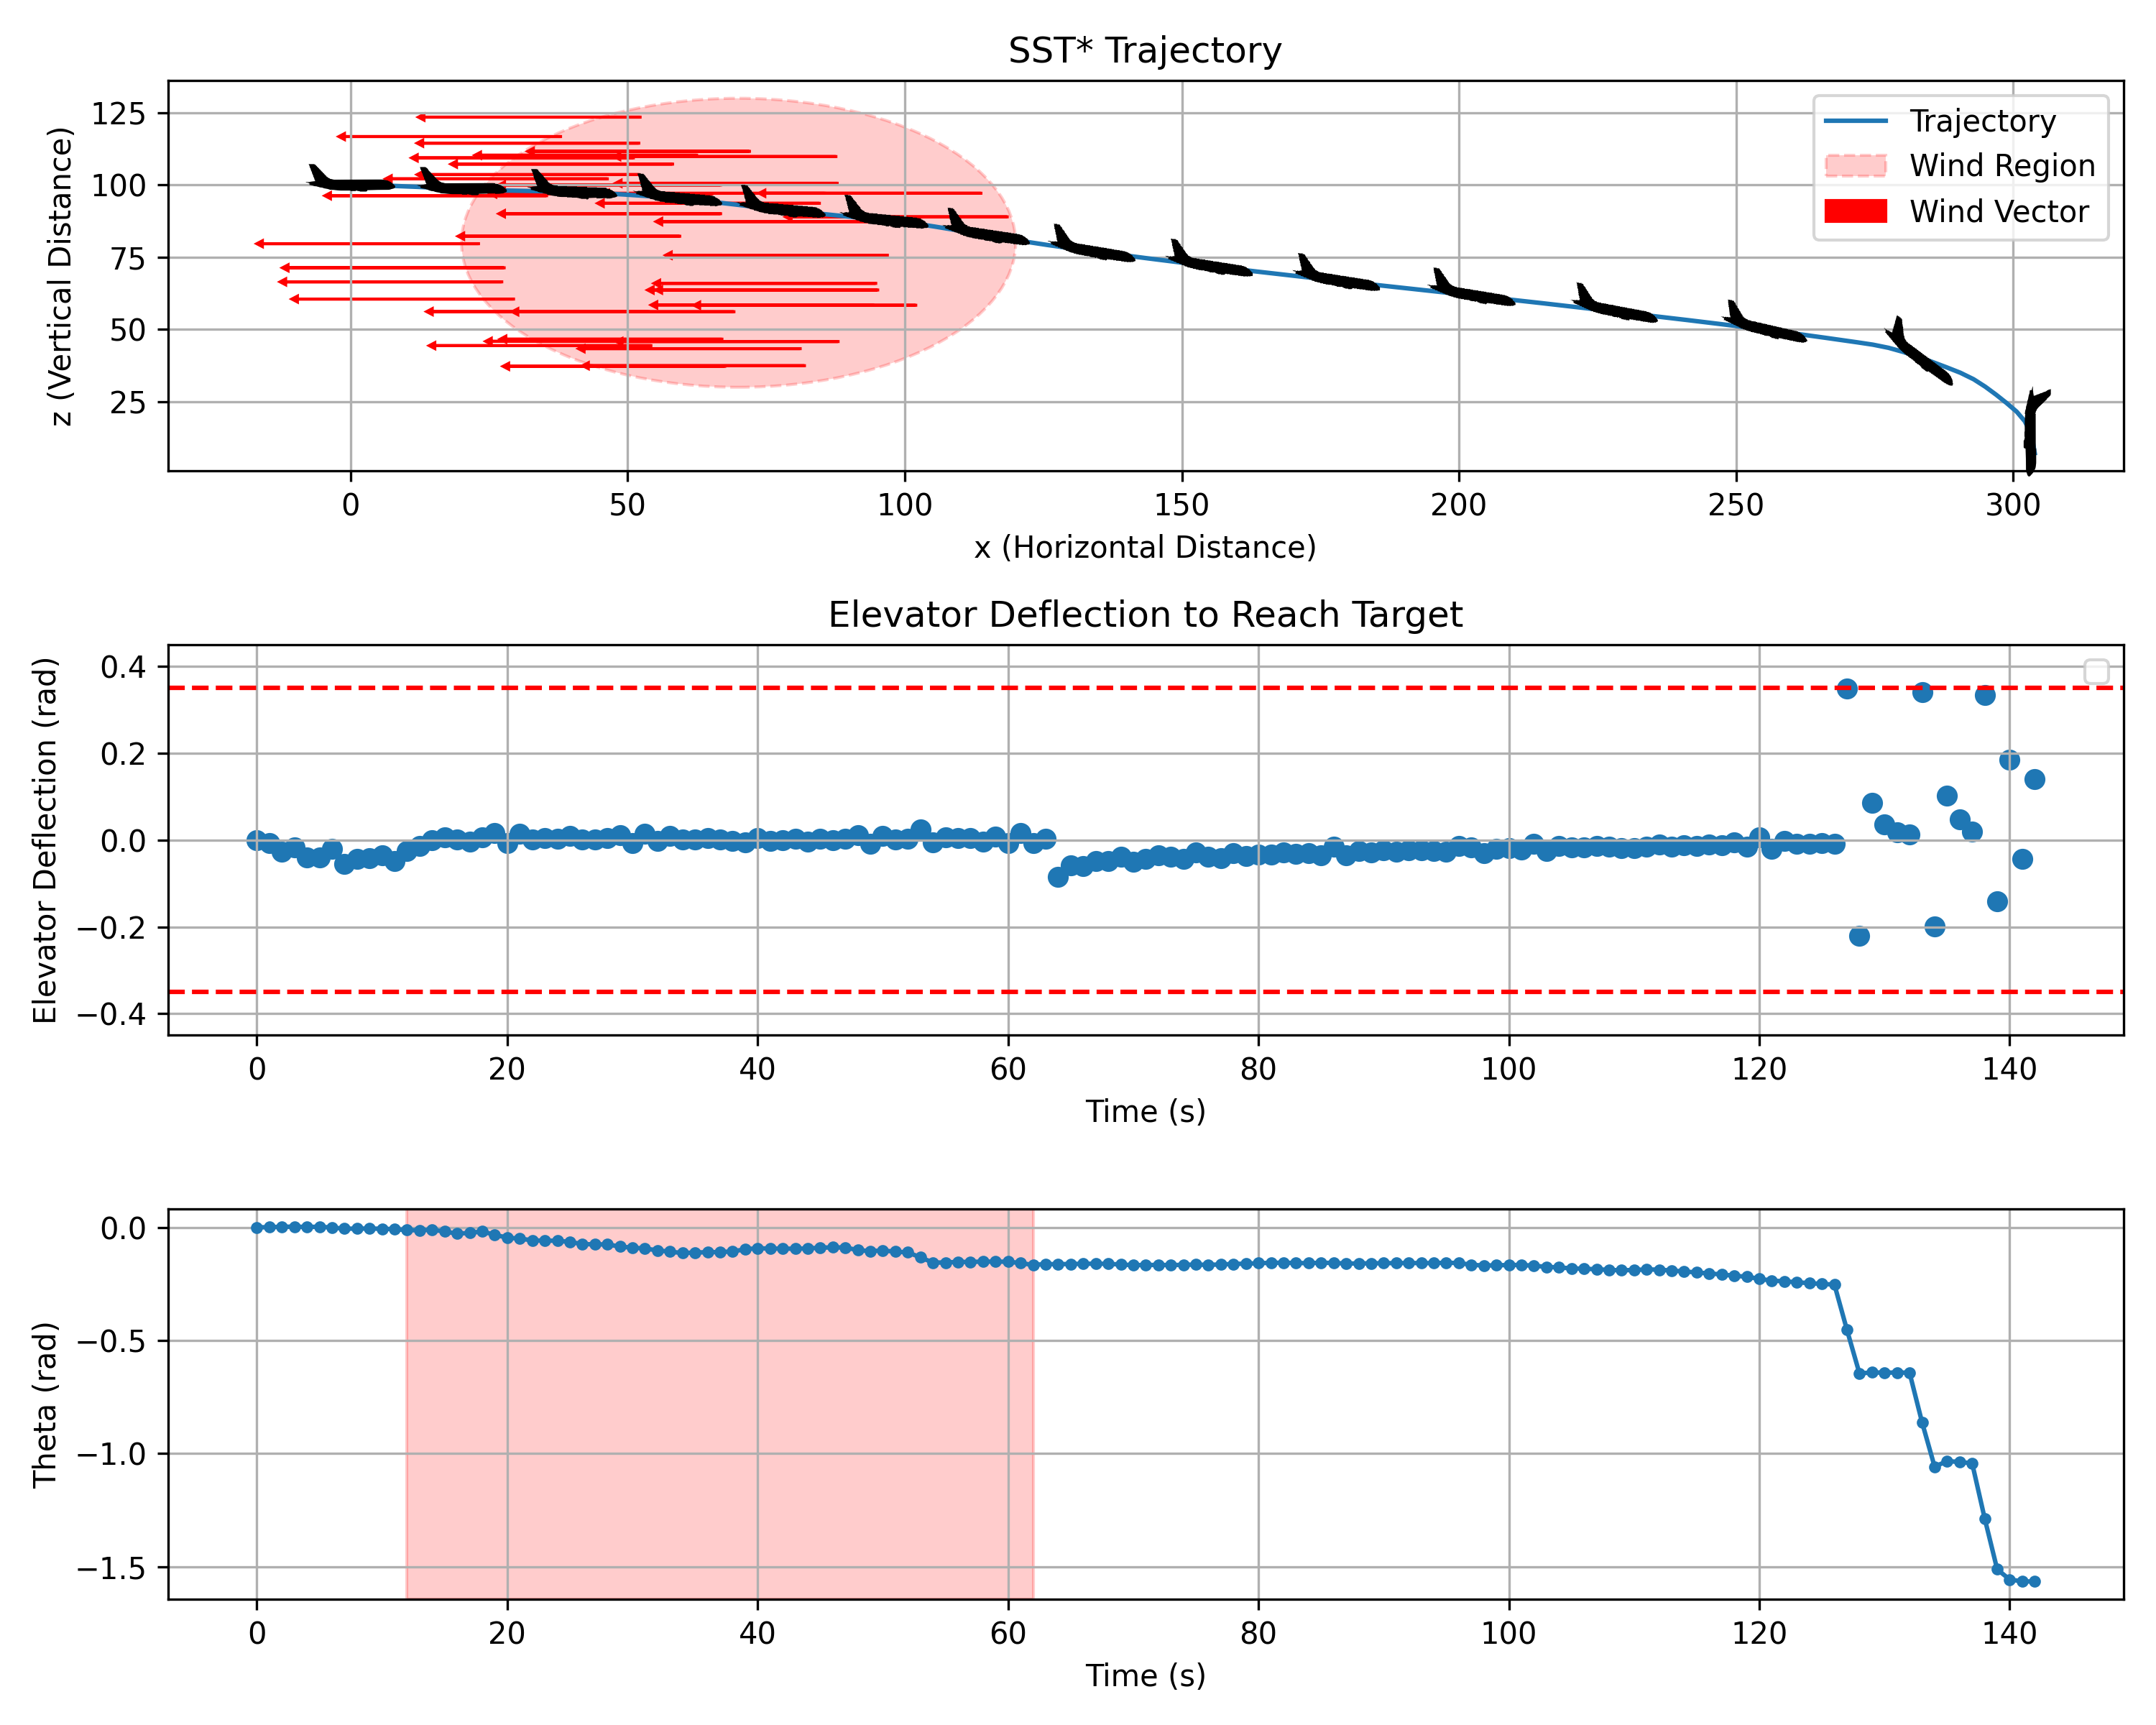 SST* Trajectory
z (Vertical Distance)
125
100
75
50
25
Trajectory
Wind Region
Wind Vector
0 50 100 150 200 250 300
x (Horizontal Distance)
Elevator Deflection to Reach Target
Elevator Deflection (rad)
0.4
0.2
0.0
−0.2
−0.4
0 20 40 60 80 100 120 140
Time (s)
Theta (rad)
0.0
−0.5
−1.0
−1.5
0 20 40 60 80 100 120 140
Time (s)